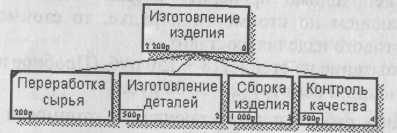 Изготовление
изделия
2 200р 0
Переработка
сырья
200р 1
Изготовление
деталей
500р 2
Сборка
изделия
1 000р 3
Контроль
качества
500р 4